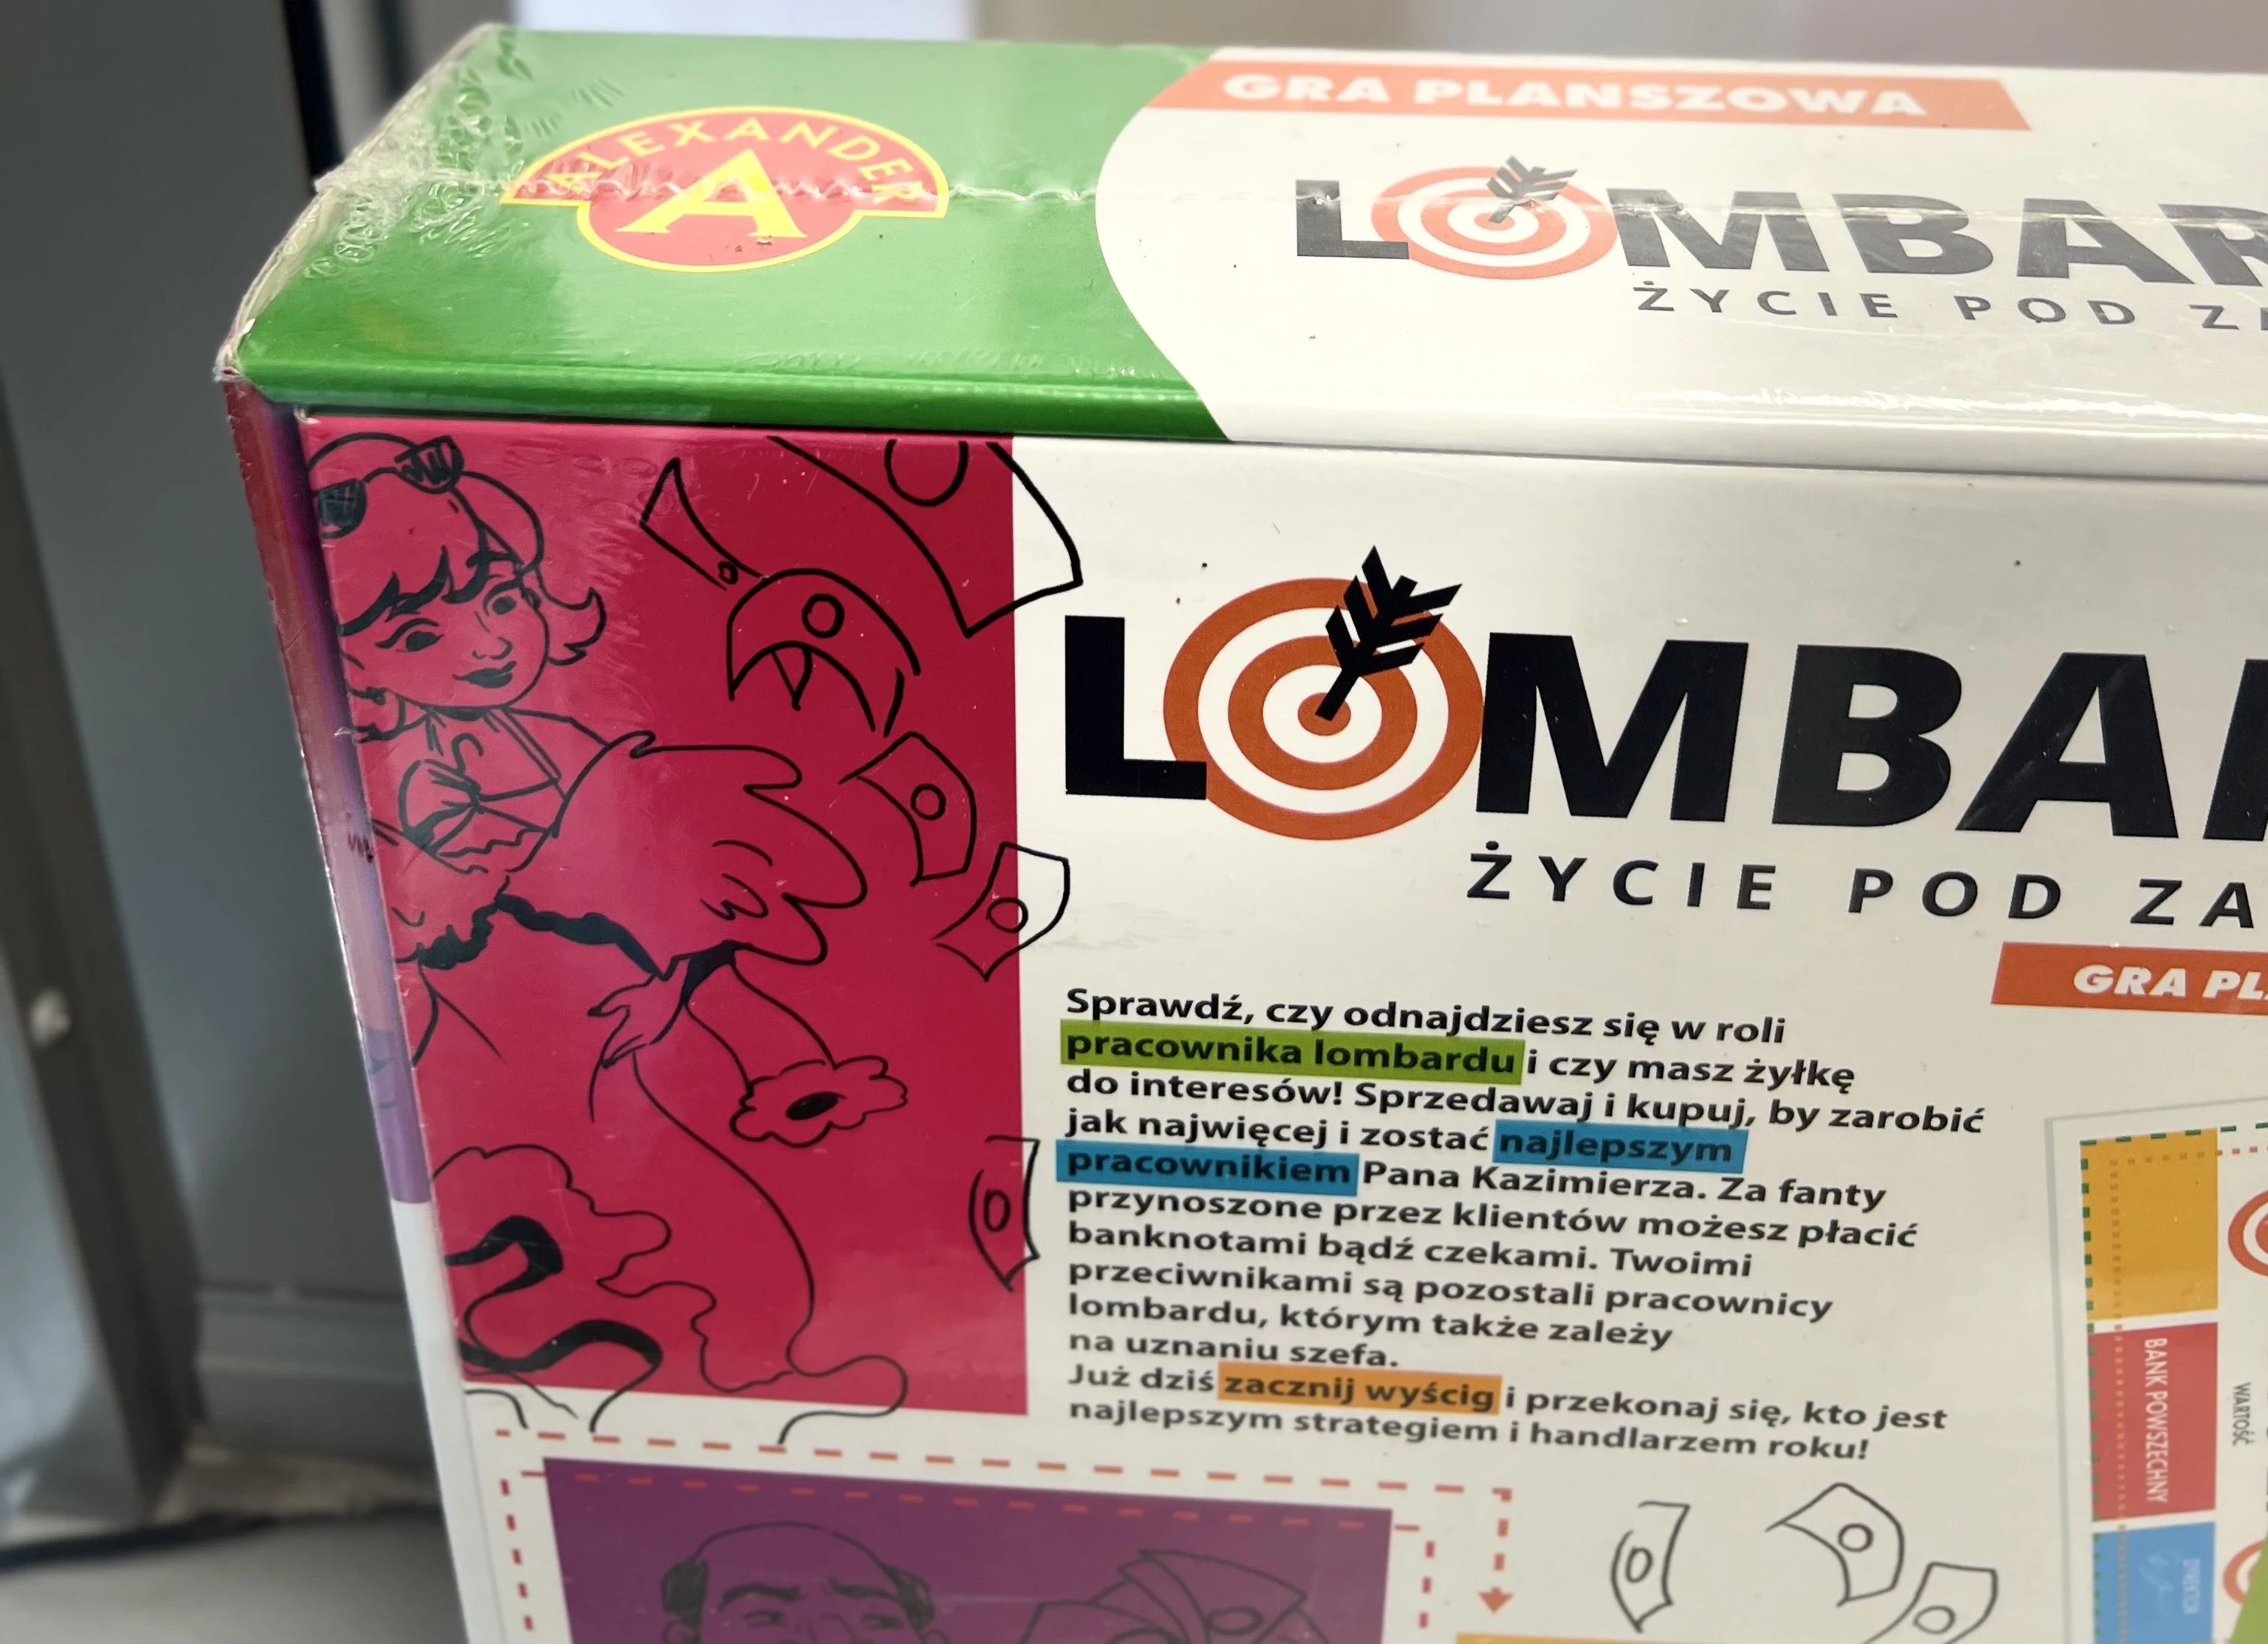 ALEXANDER
A
GRA PLANSZOWA
LOMBAR
ŻYCIE POD ZA
LOMBAR
ŻYCIE POD ZA
GRA PL
Sprawdź, czy odnajdziesz się w roli
pracownika lombardu i czy masz żyłkę
do interesów! Sprzedawaj i kupuj, by zarobić
jak najwięcej i zostać najlepszym
pracownikiem Pana Kazimierza. Za fanty
przynoszone przez klientów możesz płacić
banknotami bądź czekami. Twoimi
przeciwnikami są pozostali pracownicy
lombardu, którym także zależy
na uznaniu szefa.
Już dziś zacznij wyścig i przekonaj się, kto jest
najlepszym strategiem i handlarzem roku!
BANK POWSZECHNY
WARTOŚĆ